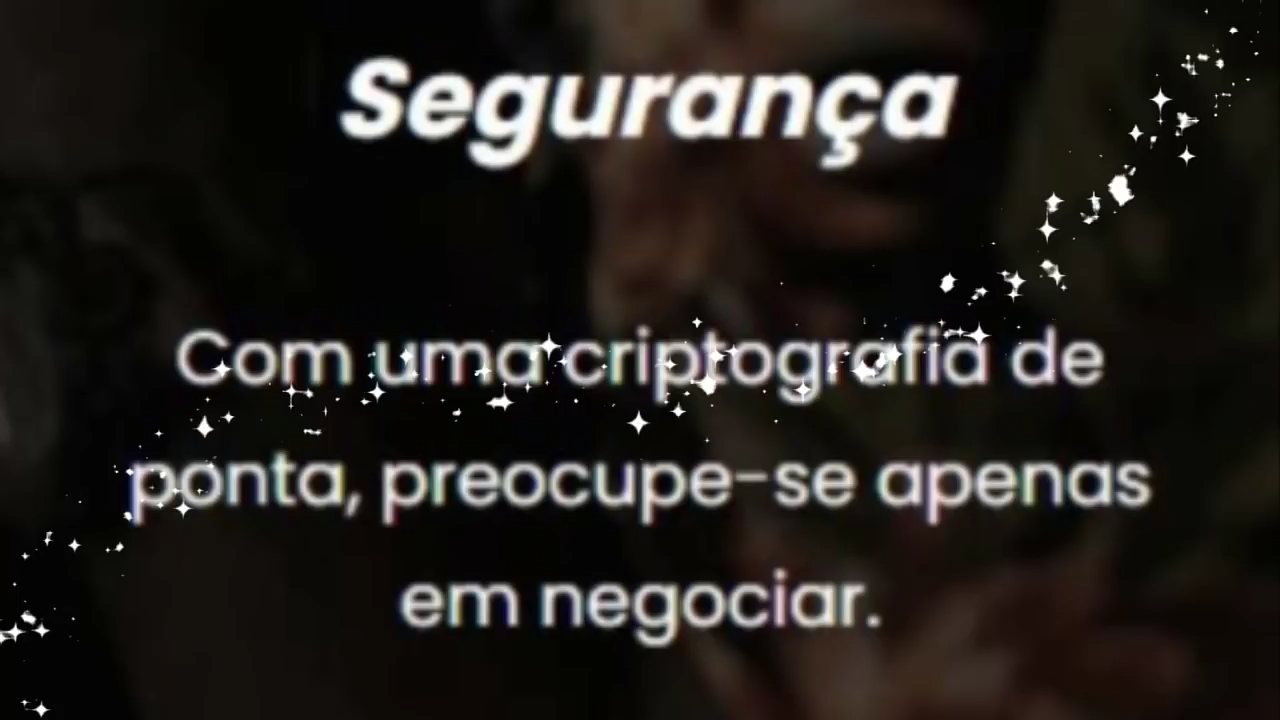 Segurança
Com uma criptografia de
ponta, preocupe-se apenas
em negociar.